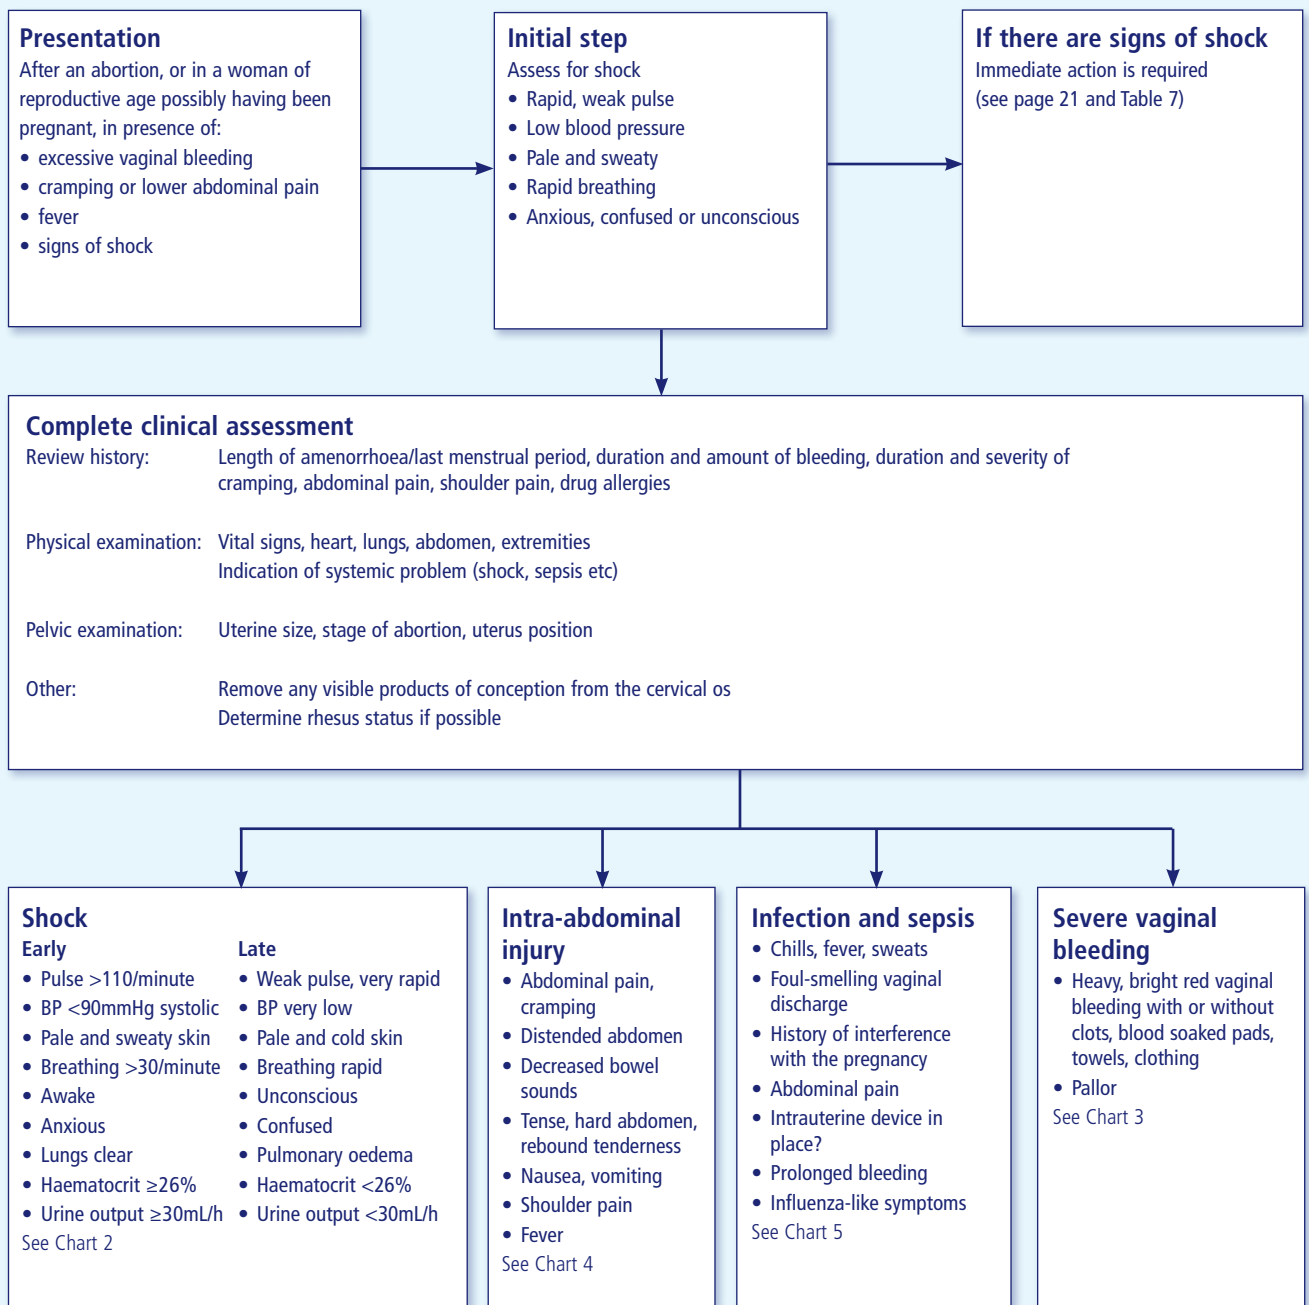 Presentation
After an abortion, or in a woman of
reproductive age possibly having been
pregnant, in presence of:
• excessive vaginal bleeding
• cramping or lower abdominal pain
• fever
• signs of shock
Initial step
Assess for shock
• Rapid, weak pulse
• Low blood pressure
• Pale and sweaty
• Rapid breathing
• Anxious, confused or unconscious
If there are signs of shock
Immediate action is required
(see page 21 and Table 7)
Complete clinical assessment
Review history: Length of amenorrhoea/last menstrual period, duration and amount of bleeding, duration and severity of
cramping, abdominal pain, shoulder pain, drug allergies
Physical examination: Vital signs, heart, lungs, abdomen, extremities
Indication of systemic problem (shock, sepsis etc)
Pelvic examination: Uterine size, stage of abortion, uterus position
Other: Remove any visible products of conception from the cervical os
Determine rhesus status if possible
Shock
Early
• Pulse >110/minute
• BP <90mmHg systolic
• Pale and sweaty skin
• Breathing >30/minute
• Awake
• Anxious
• Lungs clear
• Haematocrit ≥26%
• Urine output ≥30mL/h
Late
• Weak pulse, very rapid
• BP very low
• Pale and cold skin
• Breathing rapid
• Unconscious
• Confused
• Pulmonary oedema
• Haematocrit <26%
• Urine output <30mL/h
See Chart 2
Intra-abdominal
injury
• Abdominal pain,
cramping
• Distended abdomen
• Decreased bowel
sounds
• Tense, hard abdomen,
rebound tenderness
• Nausea, vomiting
• Shoulder pain
• Fever
See Chart 4
Infection and sepsis
• Chills, fever, sweats
• Foul-smelling vaginal
discharge
• History of interference
with the pregnancy
• Abdominal pain
• Intrauterine device in
place?
• Prolonged bleeding
• Influenza-like symptoms
See Chart 5
Severe vaginal
bleeding
• Heavy, bright red vaginal
bleeding with or without
clots, blood soaked pads,
towels, clothing
• Pallor
See Chart 3